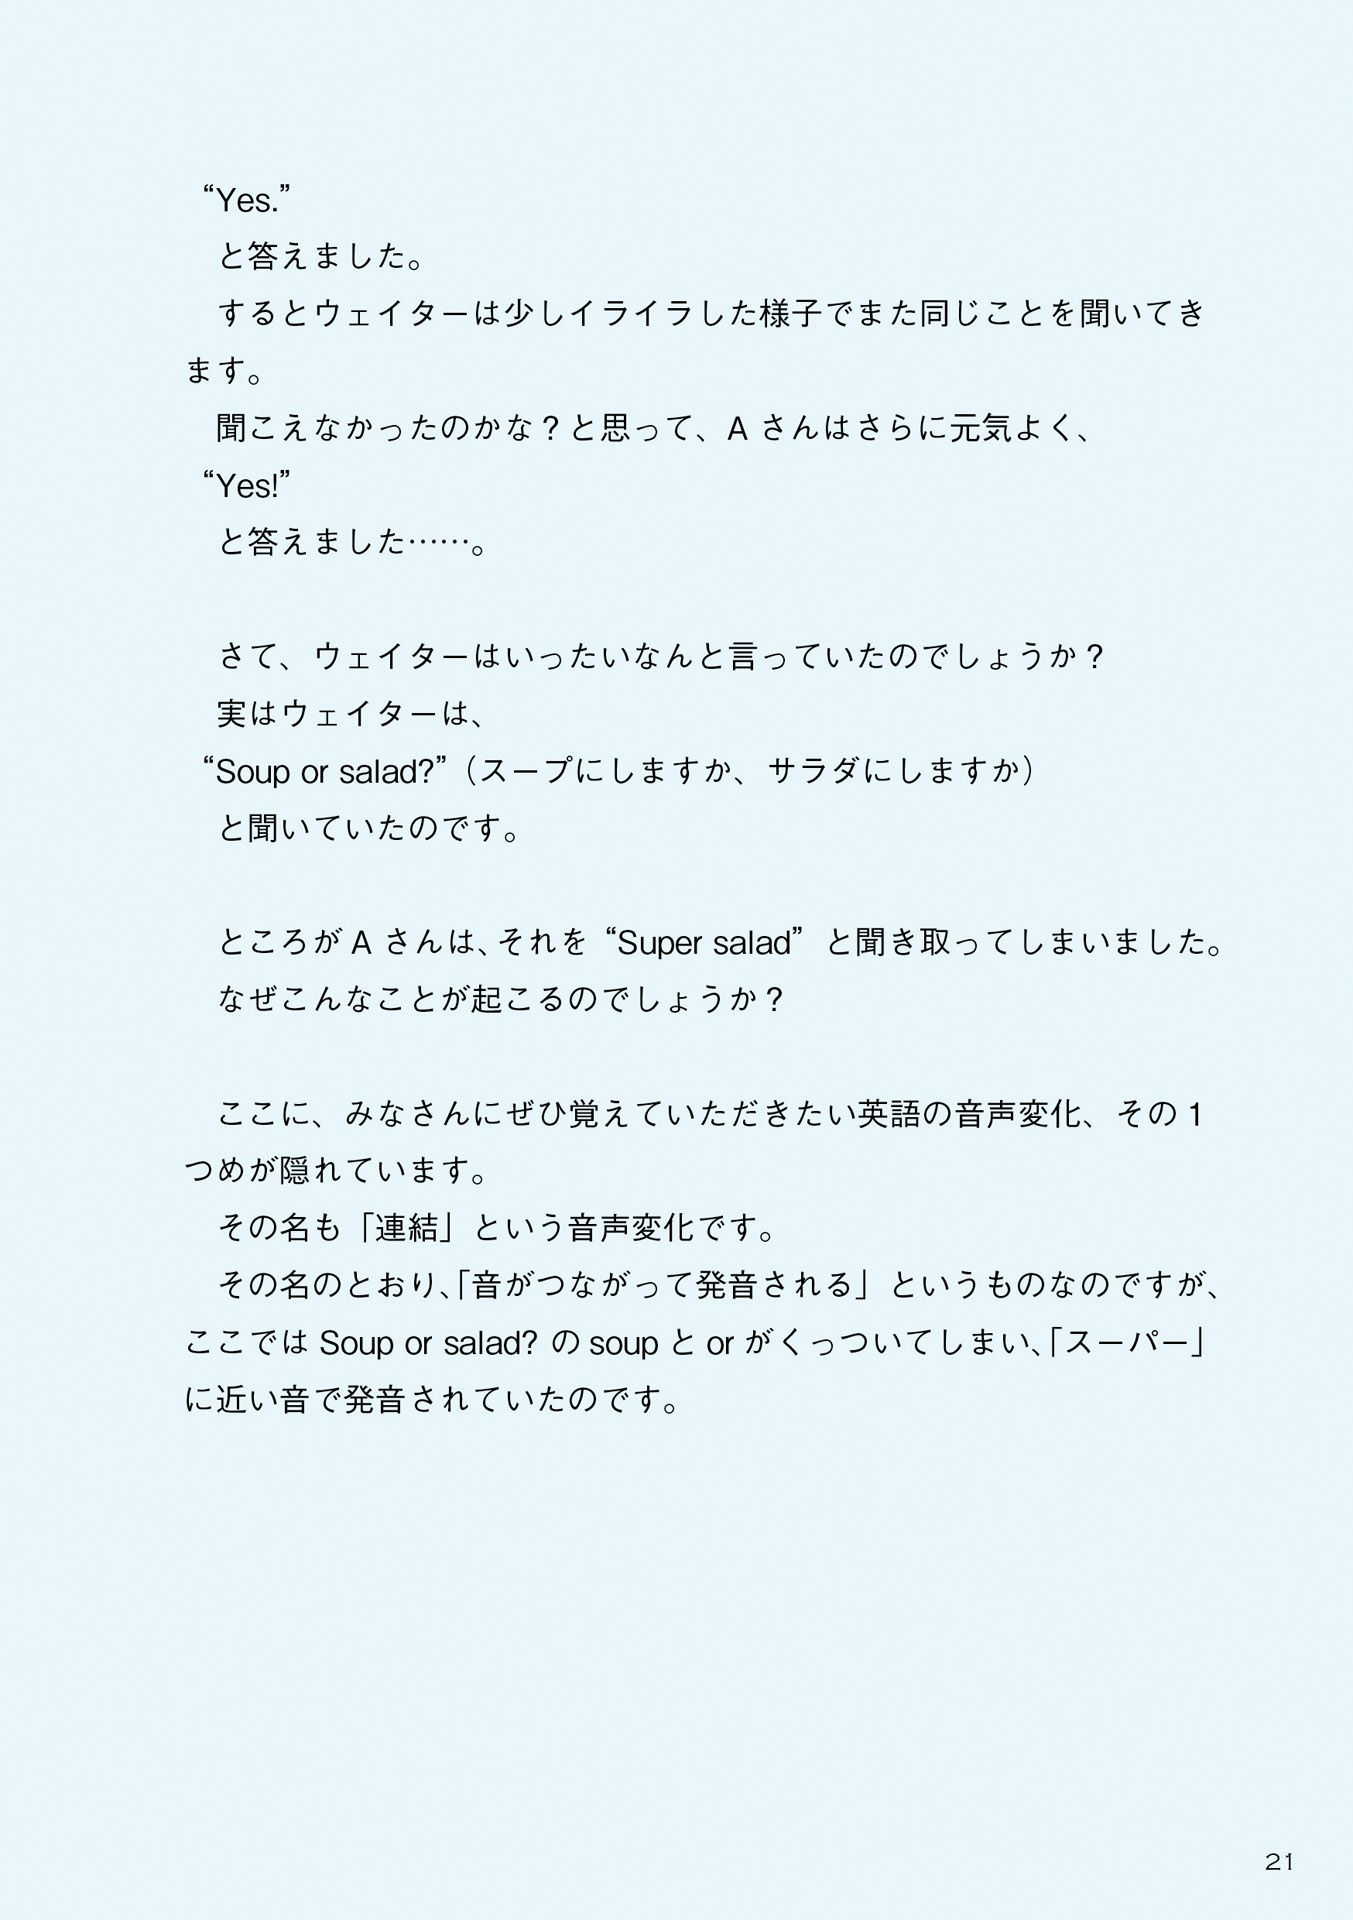 “Yes.”
と答えました。
するとウェイターは少しイライラした様子でまた同じことを聞いてき
ます。
聞こえなかったのかな？と思って、A さんはさらに元気よく、
“Yes!”
と答えました……。
さて、ウェイターはいったいなんと言っていたのでしょうか？
実はウェイターは、
“Soup or salad?”（スープにしますか、サラダにしますか）
と聞いていたのです。
ところが A さんは、それを “Super salad” と聞き取ってしまいました。
なぜこんなことが起こるのでしょうか？
ここに、みなさんにぜひ覚えていただきたい英語の音声変化、その 1
つめが隠れています。
その名も「連結」という音声変化です。
その名のとおり、「音がつながって発音される」というものなのですが、
ここでは Soup or salad? の soup と or がくっついてしまい、「スーパー」
に近い音で発音されていたのです。
21